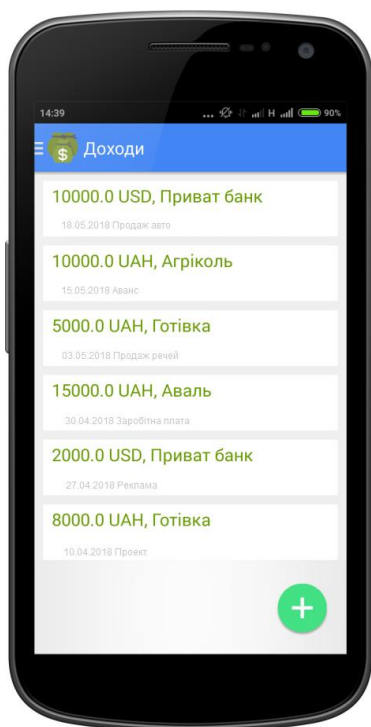 14:39 ... H 90%
$ Доходи
10000.0 USD, Приват банк
18.05.2018 Продаж авто
10000.0 UAH, Агріколь
15.05.2018 Аванс
5000.0 UAH, Готівка
03.05.2018 Продаж речей
15000.0 UAH, Аваль
30.04.2018 Заробітна плата
2000.0 USD, Приват банк
27.04.2018 Реклама
8000.0 UAH, Готівка
10.04.2018 Проект
+